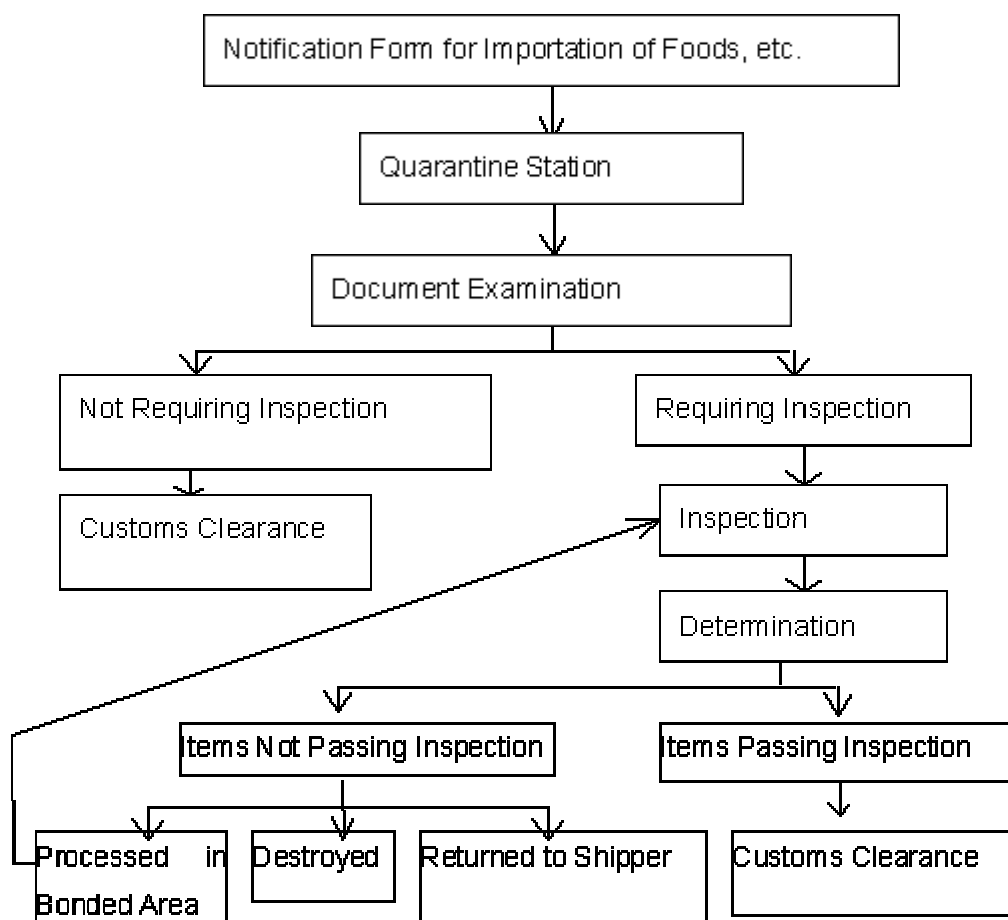 Notification Form for Importation of Foods, etc.
Quarantine Station
Document Examination
Not Requiring Inspection
Requiring Inspection
Customs Clearance
Inspection
Determination
Items Not Passing Inspection
Items Passing Inspection
Processed in
Bonded Area
Destroyed
Returned to Shipper
Customs Clearance